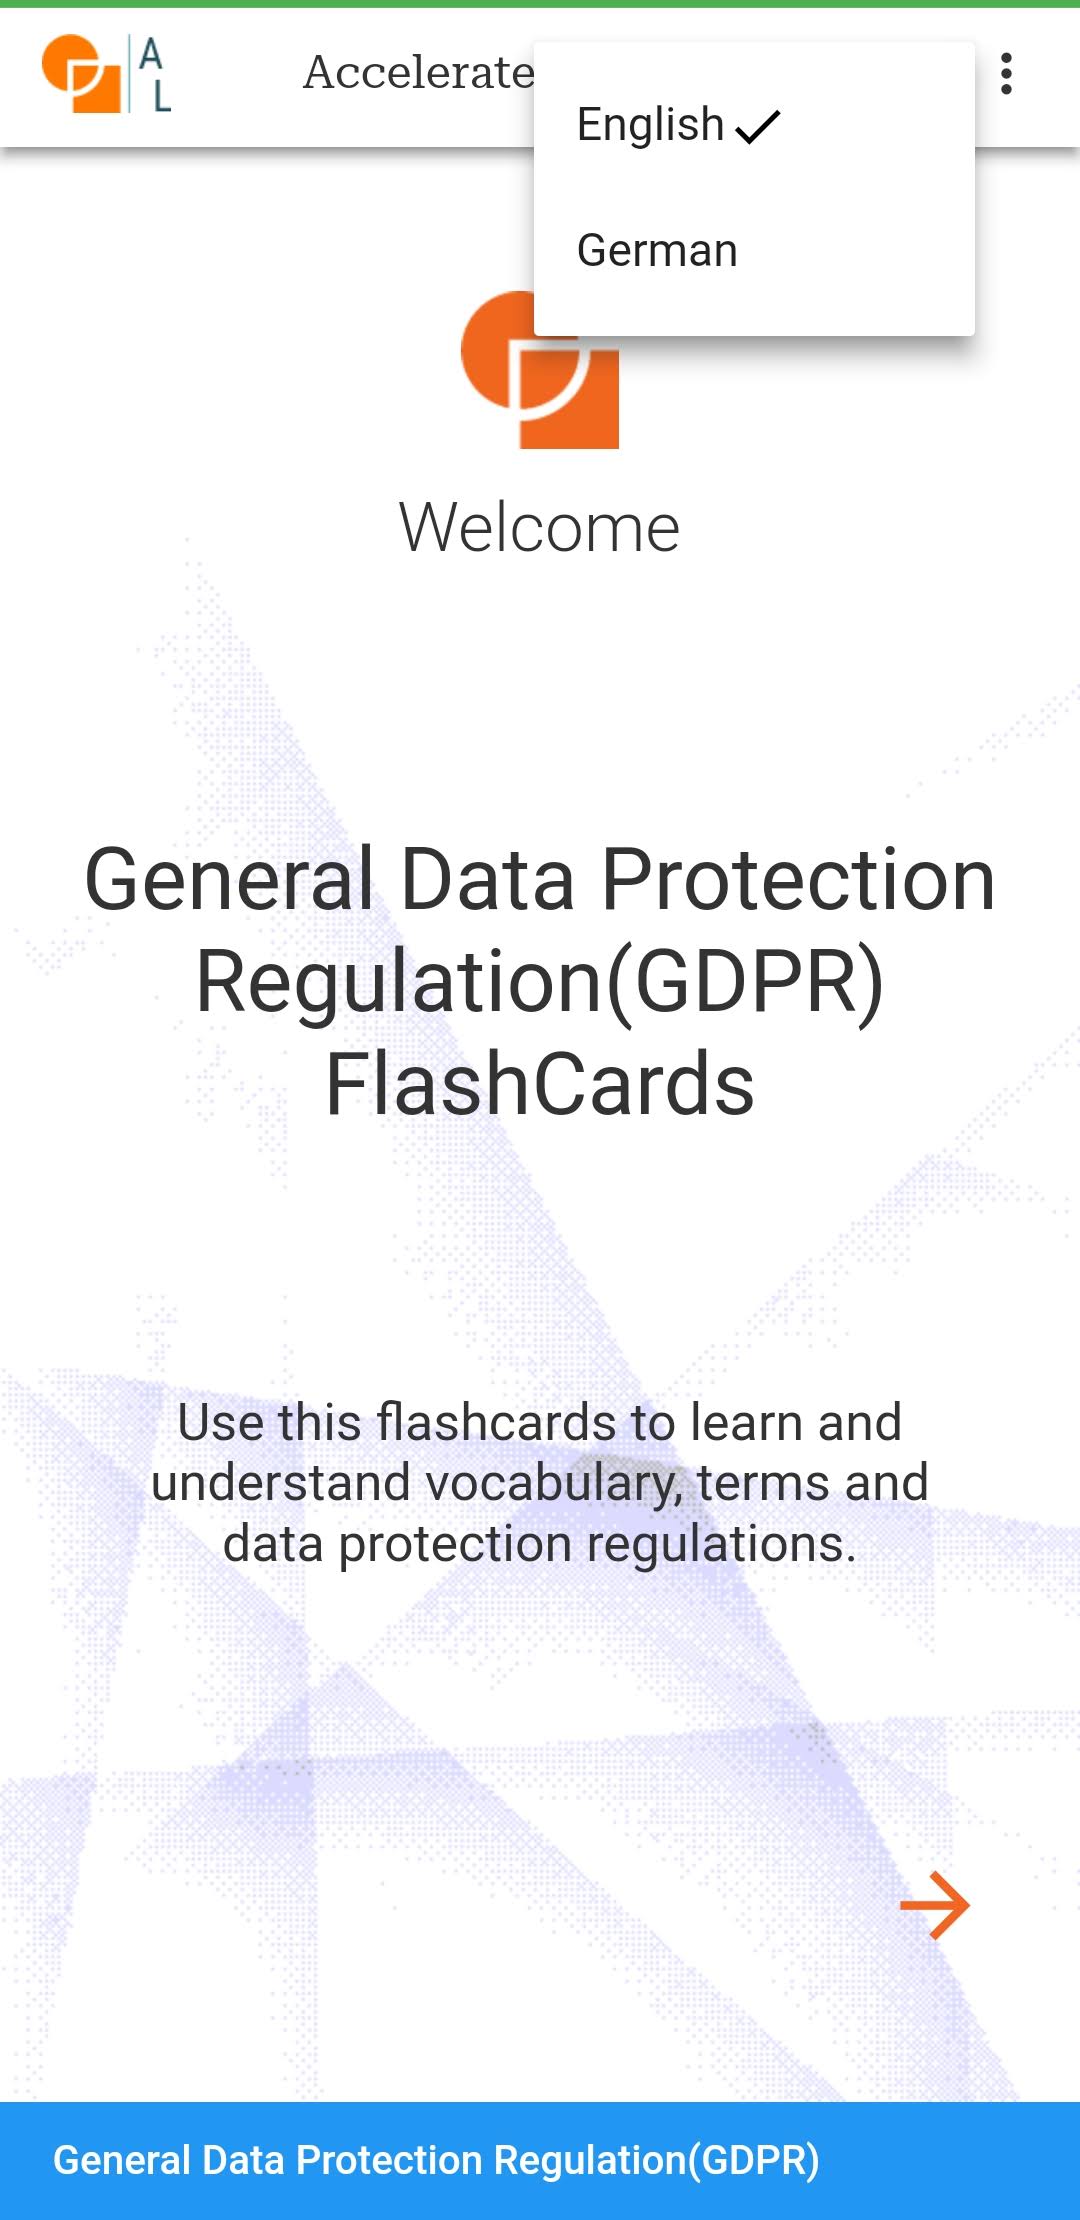 A
L
Accelerate
English
German
Welcome
General Data Protection
Regulation(GDPR)
FlashCards
Use this flashcards to learn and
understand vocabulary, terms and
data protection regulations.
General Data Protection Regulation(GDPR)